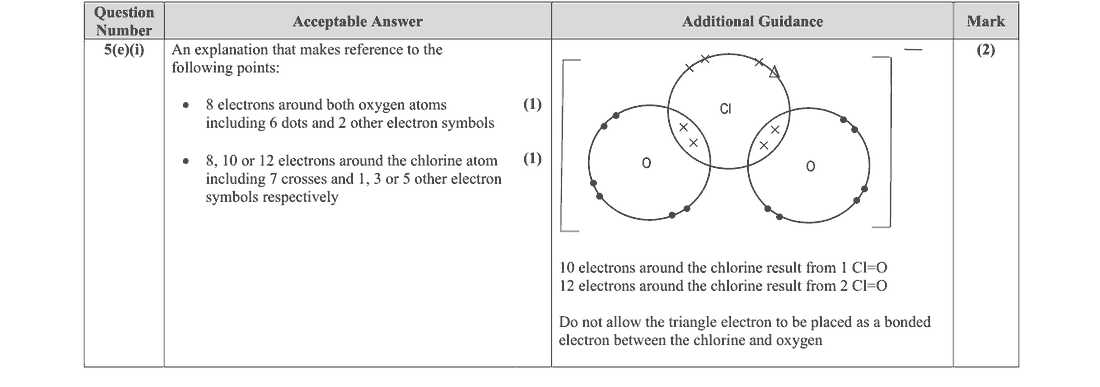 Question Number
Acceptable Answer
Additional Guidance
Mark
5(e)(i)
An explanation that makes reference to the
following points:
• 8 electrons around both oxygen atoms (1)
including 6 dots and 2 other electron symbols
• 8, 10 or 12 electrons around the chlorine atom (1)
including 7 crosses and 1, 3 or 5 other electron
symbols respectively
Cl
O
O
10 electrons around the chlorine result from 1 Cl=O
12 electrons around the chlorine result from 2 Cl=O
Do not allow the triangle electron to be placed as a bonded
electron between the chlorine and oxygen
(2)